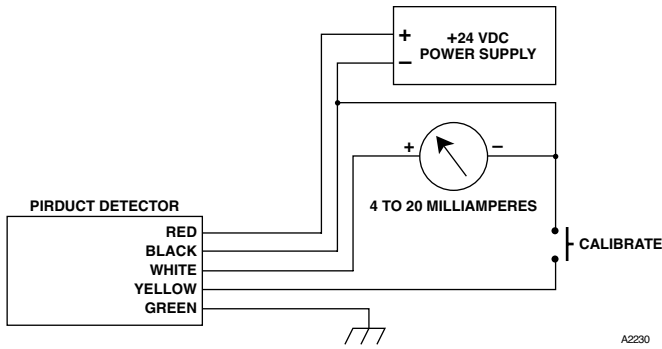 +24 VDC
POWER SUPPLY
+
−
+
−
4 TO 20 MILLIAMPERES
PIRDUCT DETECTOR
RED
BLACK
WHITE
YELLOW
GREEN
CALIBRATE
A2230